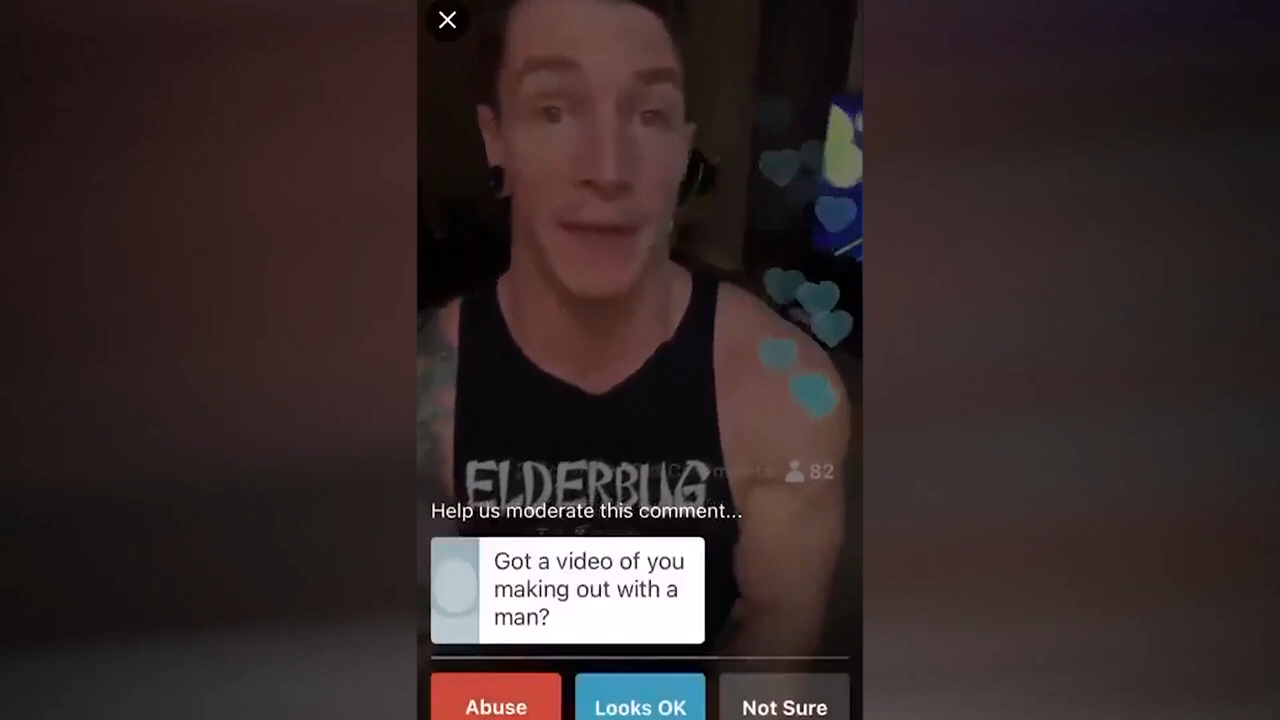 ELDERBUG
82
Help us moderate this comment...
Got a video of you
making out with a
man?
Abuse
Looks OK
Not Sure